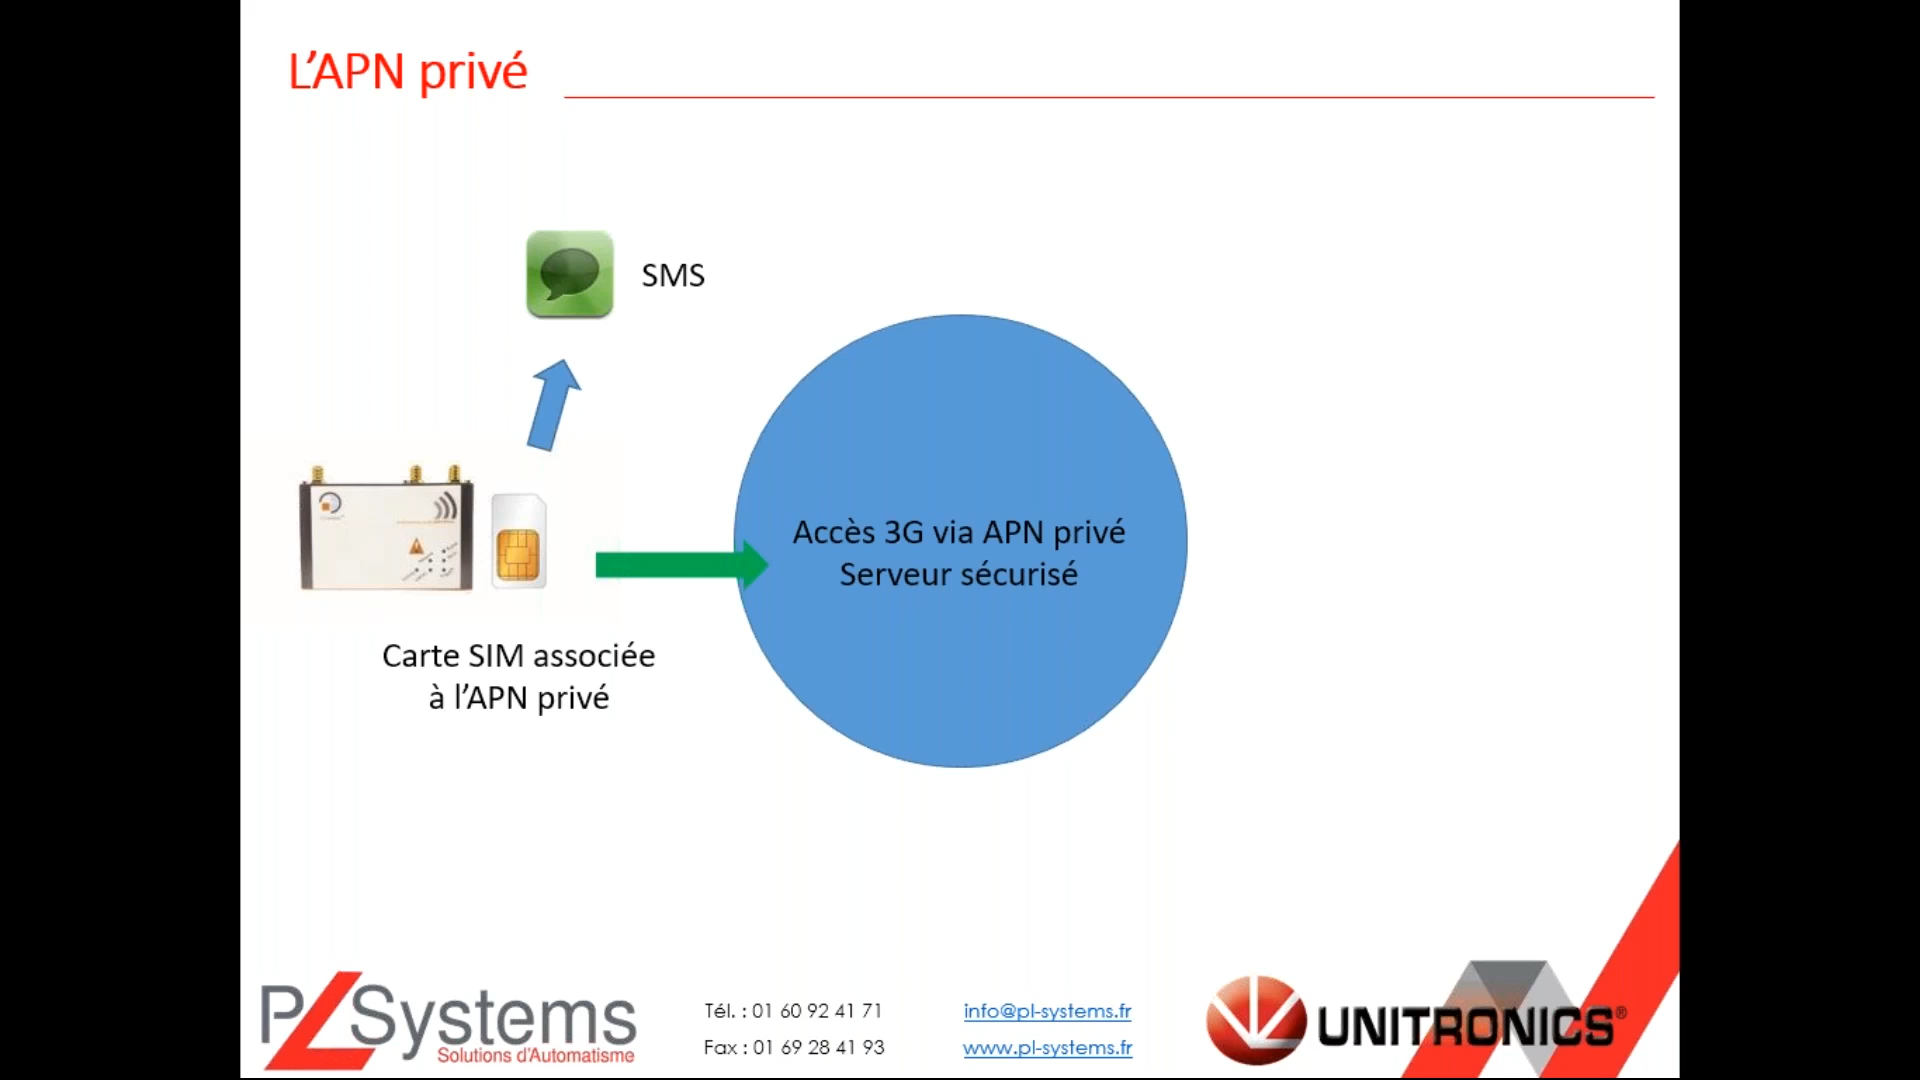 L'APN privé
SMS
Accès 3G via APN privé
Serveur sécurisé
Carte SIM associée
à l'APN privé
PL Systems
Solutions d'Automatisme
Tél. : 01 60 92 41 71
Fax : 01 69 28 41 93
info@pl-systems.fr
www.pl-systems.fr
UNITRONICS®